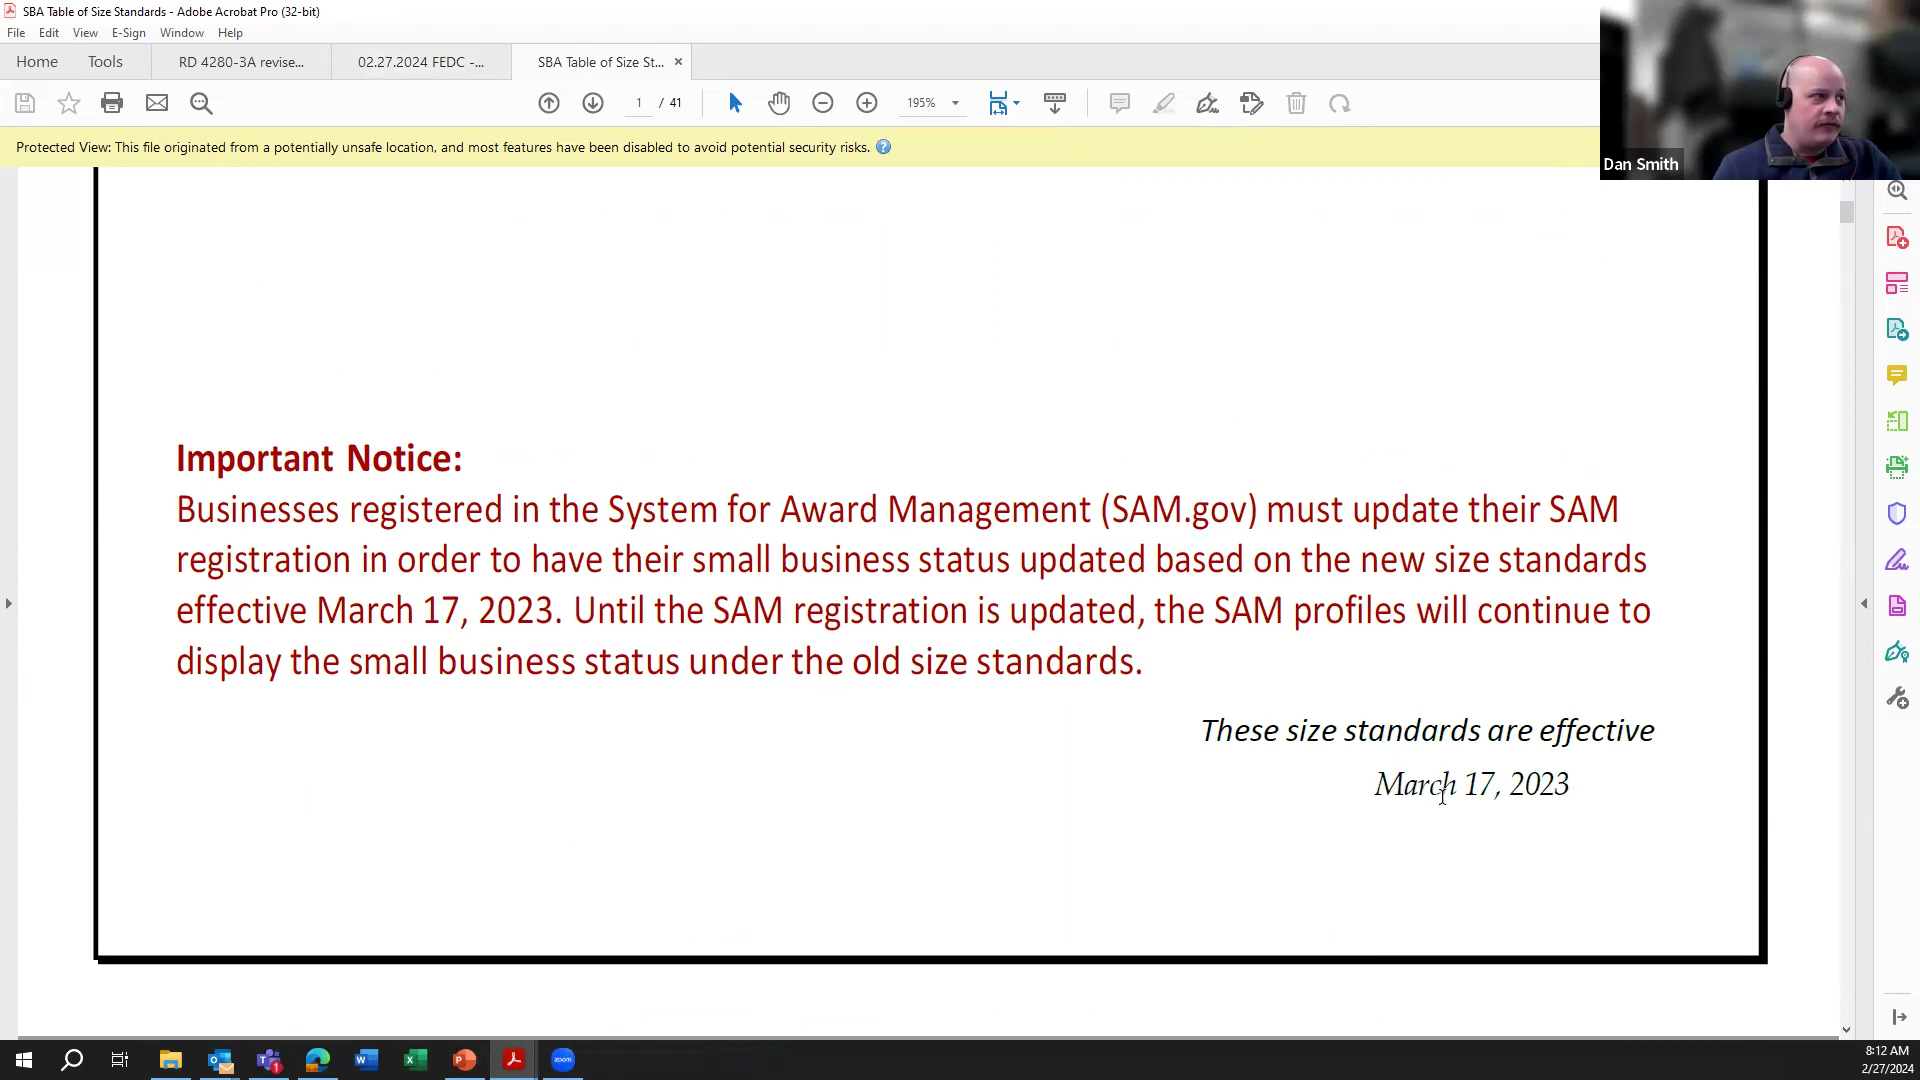 SBA Table of Size Standards - Adobe Acrobat Pro (32-bit)
File Edit View E-Sign Window Help
Home Tools RD 4280-3A revise... 02.27.2024 FEDC -... SBA Table of Size St... ×
1 / 41 195%
Protected View: This file originated from a potentially unsafe location, and most features have been disabled to avoid potential security risks. ?
Dan Smith
Important Notice:
Businesses registered in the System for Award Management (SAM.gov) must update their SAM
registration in order to have their small business status updated based on the new size standards
effective March 17, 2023. Until the SAM registration is updated, the SAM profiles will continue to
display the small business status under the old size standards.
These size standards are effective
March 17, 2023
zoom
8:12 AM
2/27/2024